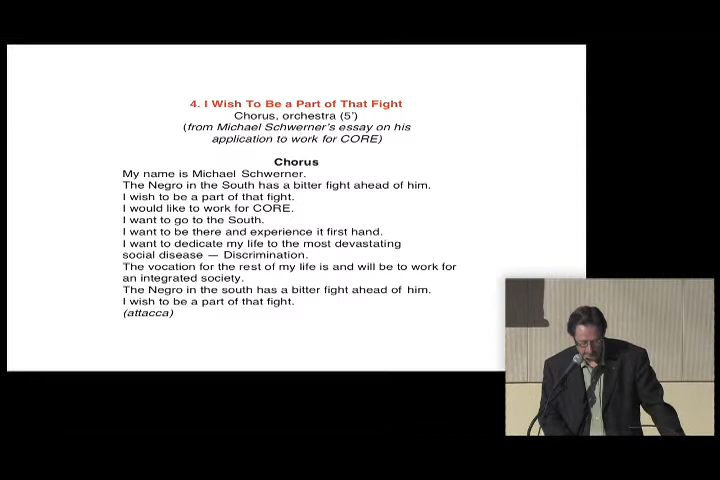 4. I Wish To Be a Part of That Fight
Chorus, orchestra (5')
(from Michael Schwerner's essay on his
application to work for CORE)
Chorus
My name is Michael Schwerner.
The Negro in the South has a bitter fight ahead of him.
I wish to be a part of that fight.
I would like to work for CORE.
I want to go to the South.
I want to be there and experience it first hand.
I want to dedicate my life to the most devastating
social disease — Discrimination.
The vocation for the rest of my life is and will be to work for
an integrated society.
The Negro in the south has a bitter fight ahead of him.
I wish to be a part of that fight.
(attacca)